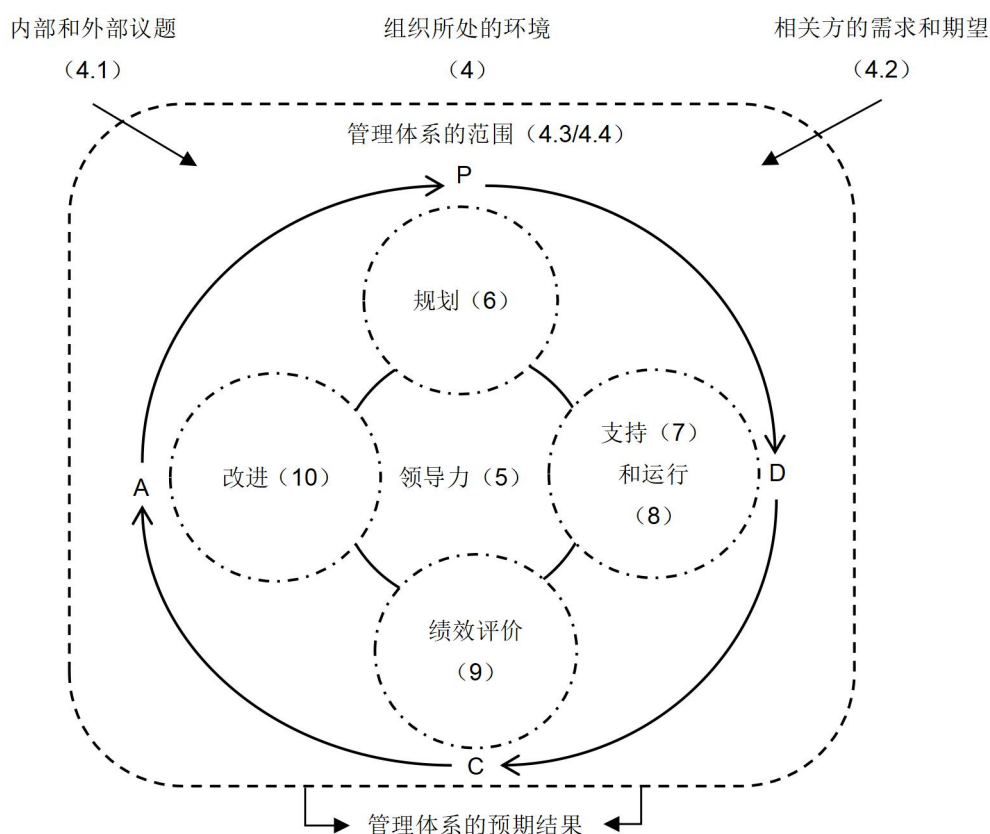 内部和外部议题
（4.1）
组织所处的环境
（4）
相关方的需求和期望
（4.2）
管理体系的范围（4.3/4.4）
P
规划（6）
改进（10）
领导力（5）
支持（7）
和运行
（8）
A
D
绩效评价
（9）
C
管理体系的预期结果